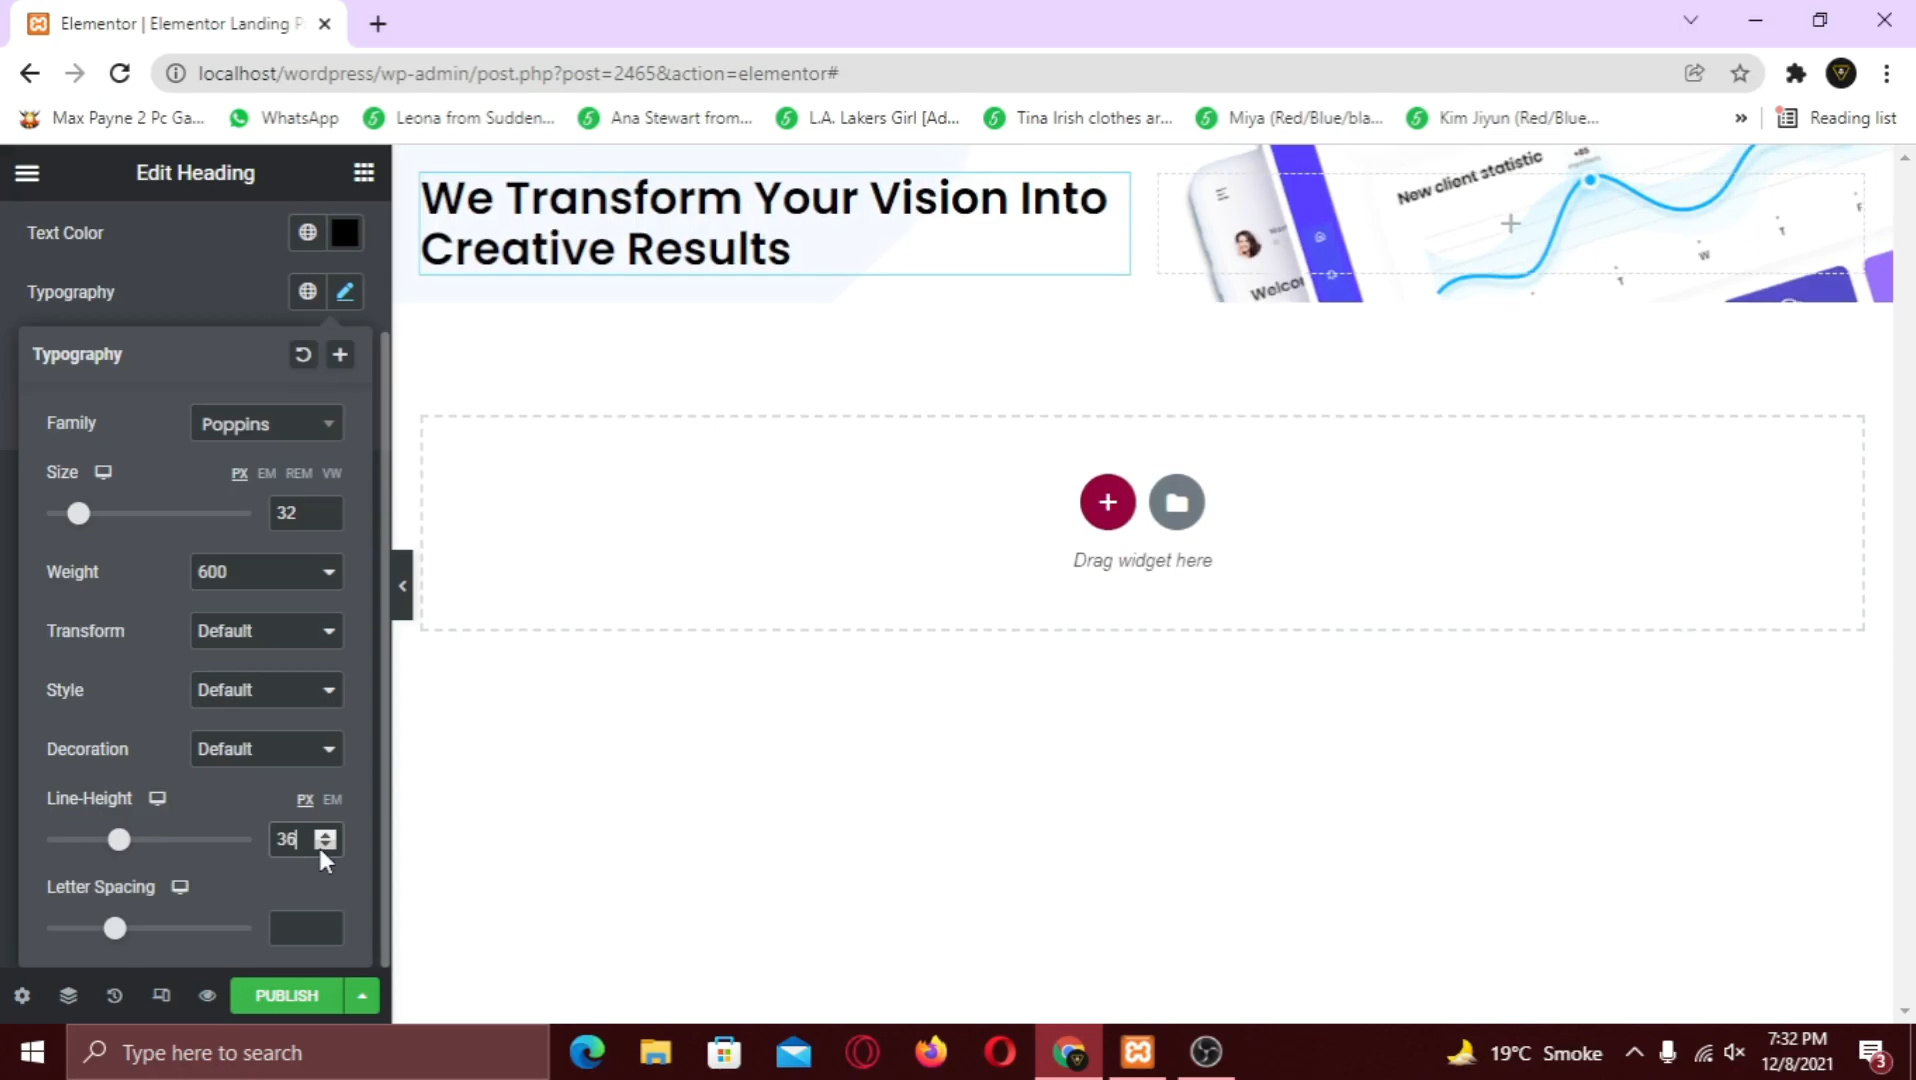 Elementor | Elementor Landing P
localhost/wordpress/wp-admin/post.php?post=2465&action=elementor#
Max Payne 2 Pc Ga...
WhatsApp
Leona from Sudden...
Ana Stewart from...
L.A. Lakers Girl [Ad...
Tina Irish clothes ar...
Miya (Red/Blue/bla...
Kim Jiyun (Red/Blue...
»
Reading list
Edit Heading
Text Color
Typography
Typography
Family
Poppins
Size
PX EM REM VW
32
Weight
600
Transform
Default
Style
Default
Decoration
Default
Line-Height
PX EM
36
Letter Spacing
PUBLISH
We Transform Your Vision Into
Creative Results
New client statistic
+85
Welcor
W
T
T
F
Drag widget here
Type here to search
19°C Smoke
7:32 PM
12/8/2021
3